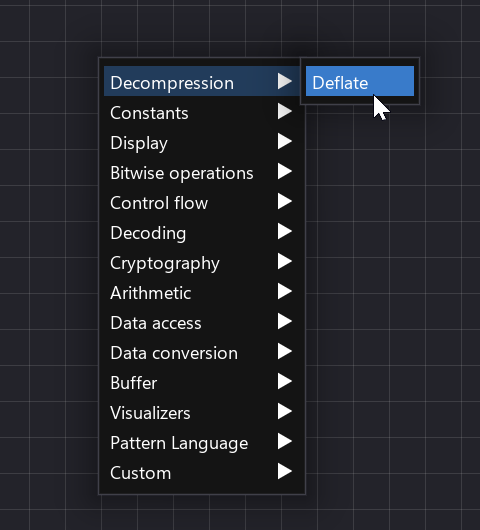 Decompression
Deflate
Constants
Display
Bitwise operations
Control flow
Decoding
Cryptography
Arithmetic
Data access
Data conversion
Buffer
Visualizers
Pattern Language
Custom